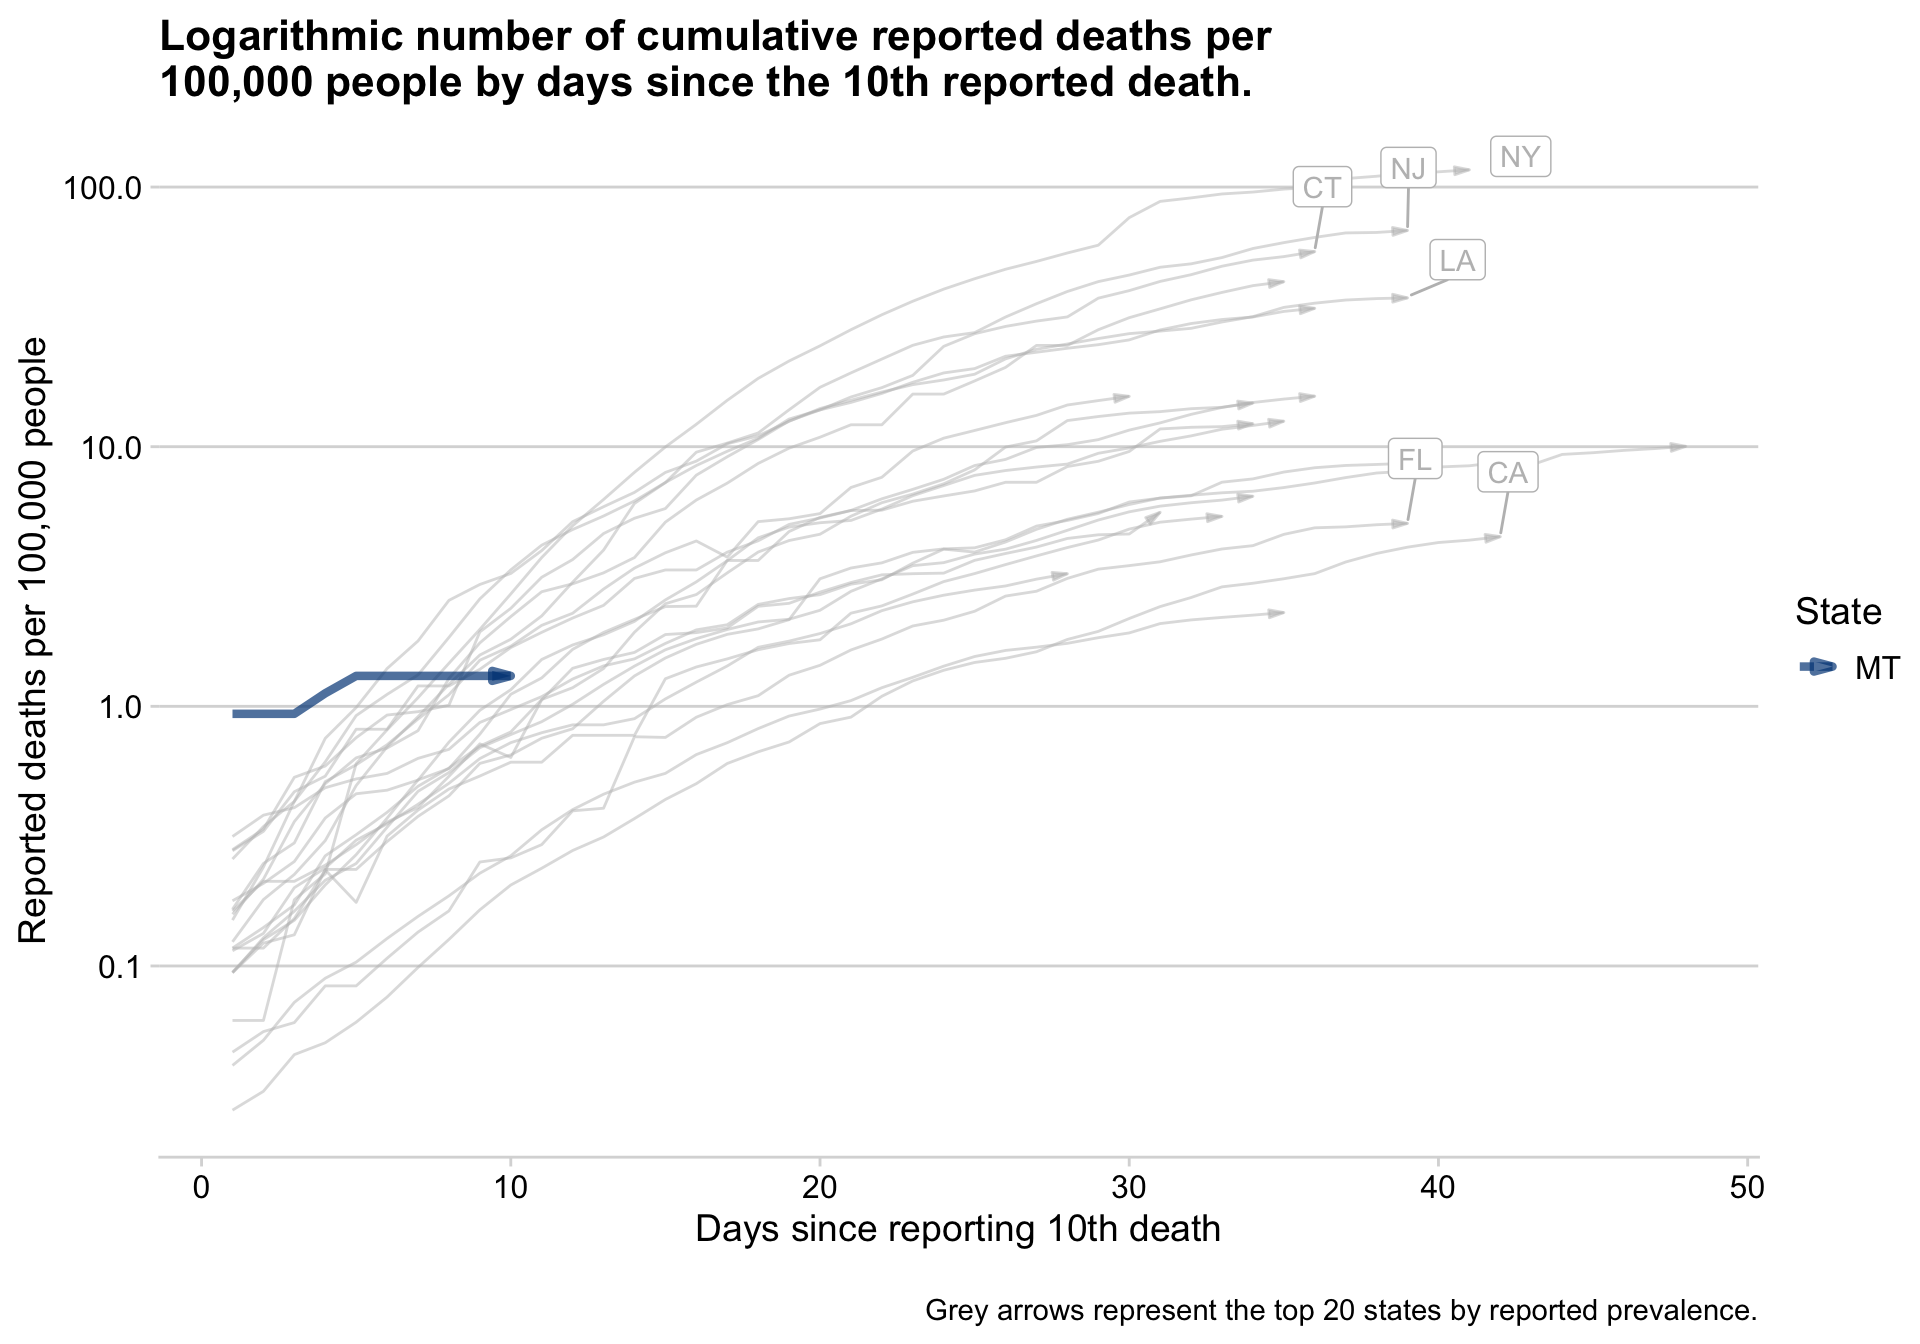 Logarithmic number of cumulative reported deaths per
100,000 people by days since the 10th reported death.
NY
NJ
CT
LA
FL
CA
100.0
10.0
1.0
0.1
Reported deaths per 100,000 people
State
MT
0
10
20
30
40
50
Days since reporting 10th death
Grey arrows represent the top 20 states by reported prevalence.